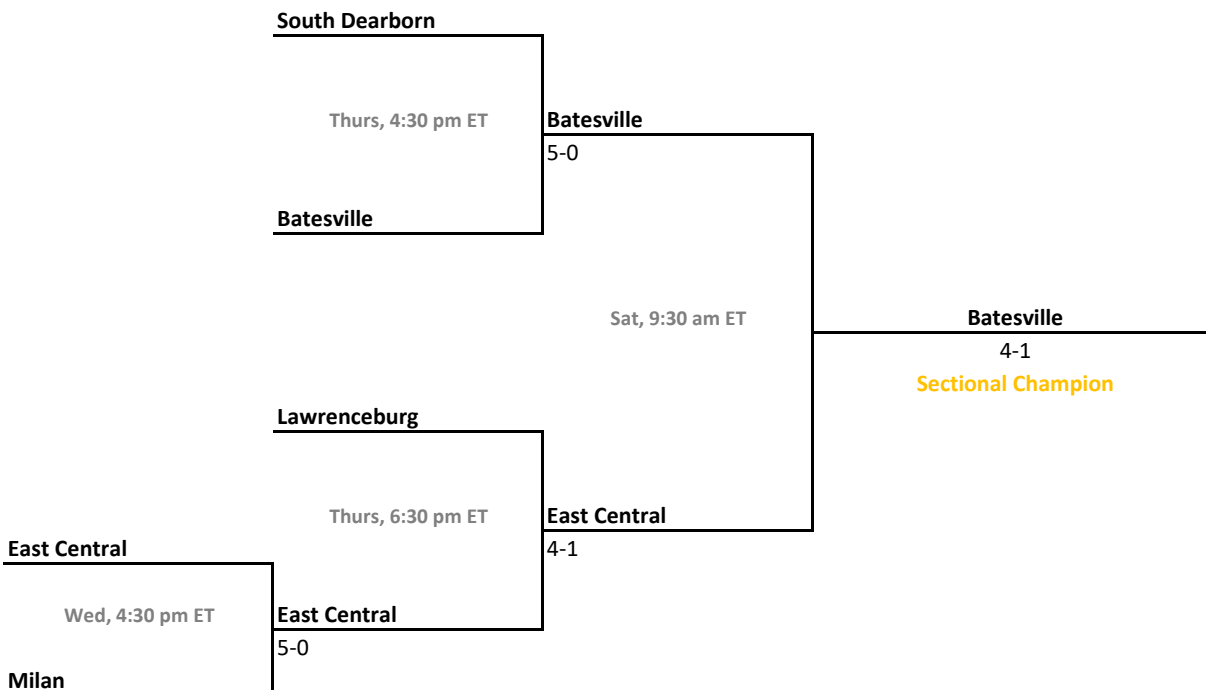 South Dearborn
Thurs, 4:30 pm ET
Batesville
5-0
Batesville
Sat, 9:30 am ET
Batesville
4-1
Sectional Champion
Lawrenceburg
Thurs, 6:30 pm ET
East Central
4-1
East Central
Wed, 4:30 pm ET
East Central
5-0
Milan